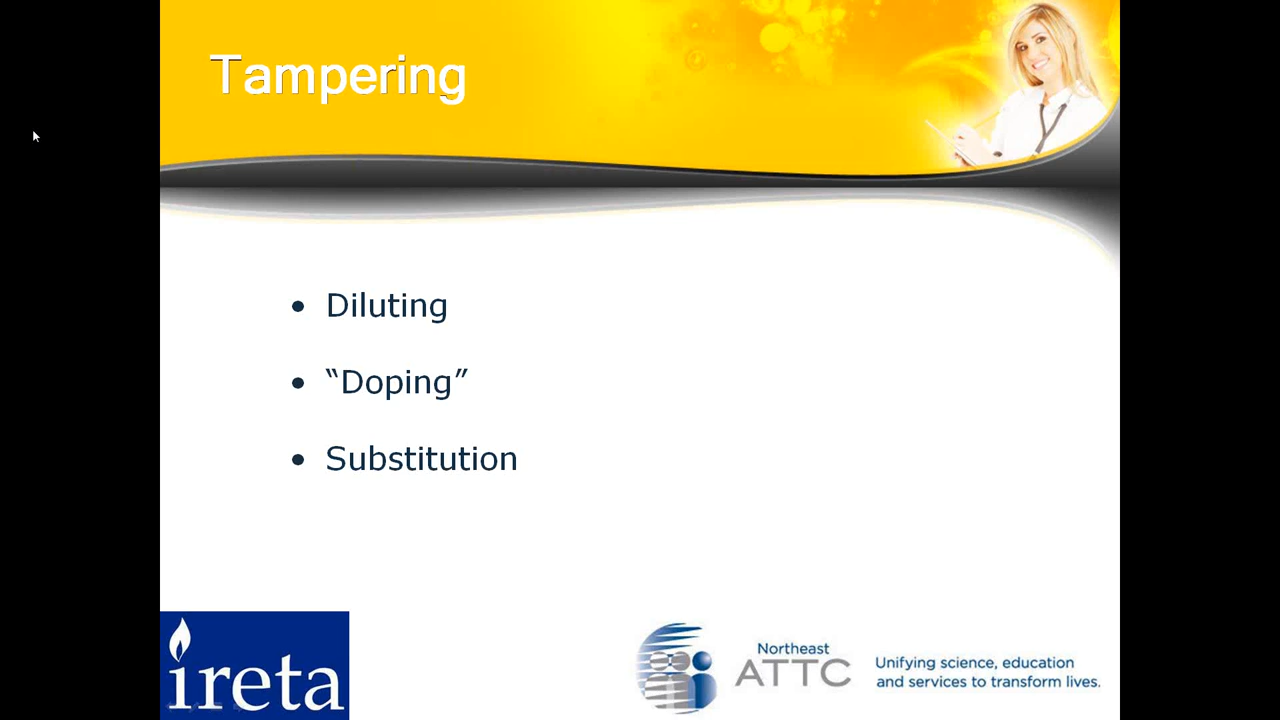 Tampering
• Diluting
• “Doping”
• Substitution
ireta
Northeast
ATTC
Unifying science, education
and services to transform lives.